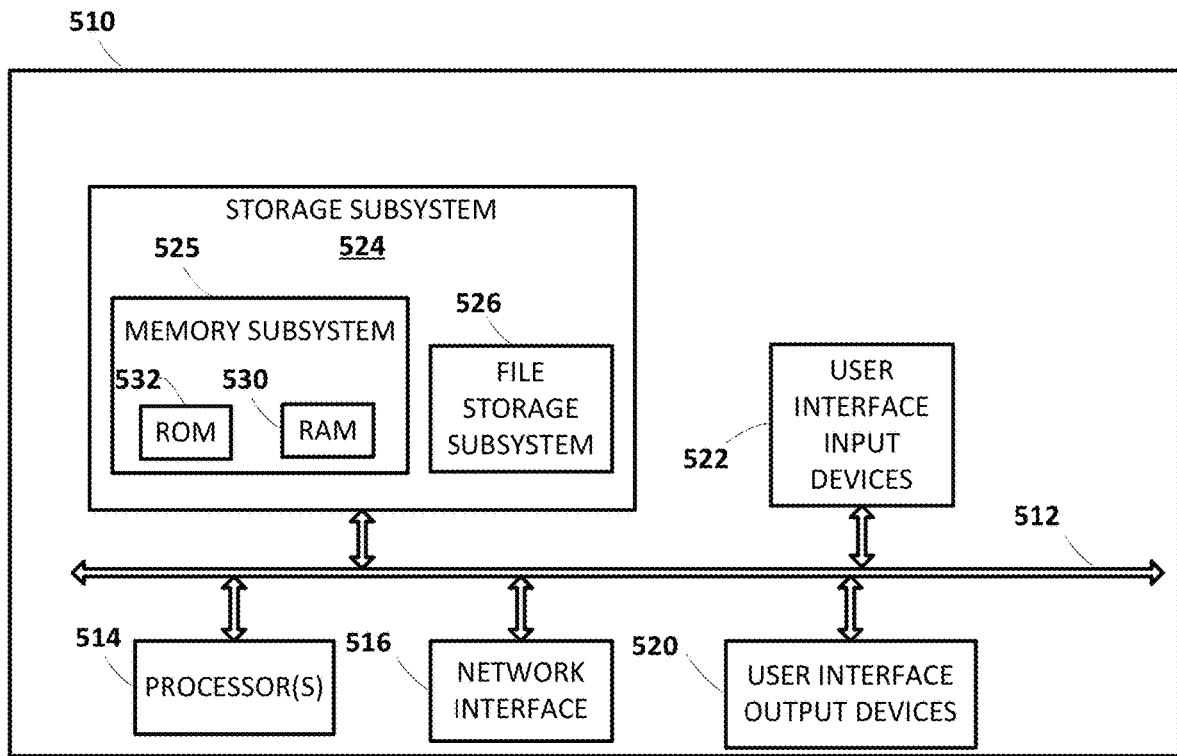 510
STORAGE SUBSYSTEM
525
524
526
MEMORY SUBSYSTEM
532
530
ROM
RAM
FILE
STORAGE
SUBSYSTEM
USER
INTERFACE
INPUT
DEVICES
522
512
514
PROCESSOR(S)
516
NETWORK
INTERFACE
520
USER INTERFACE
OUTPUT DEVICES